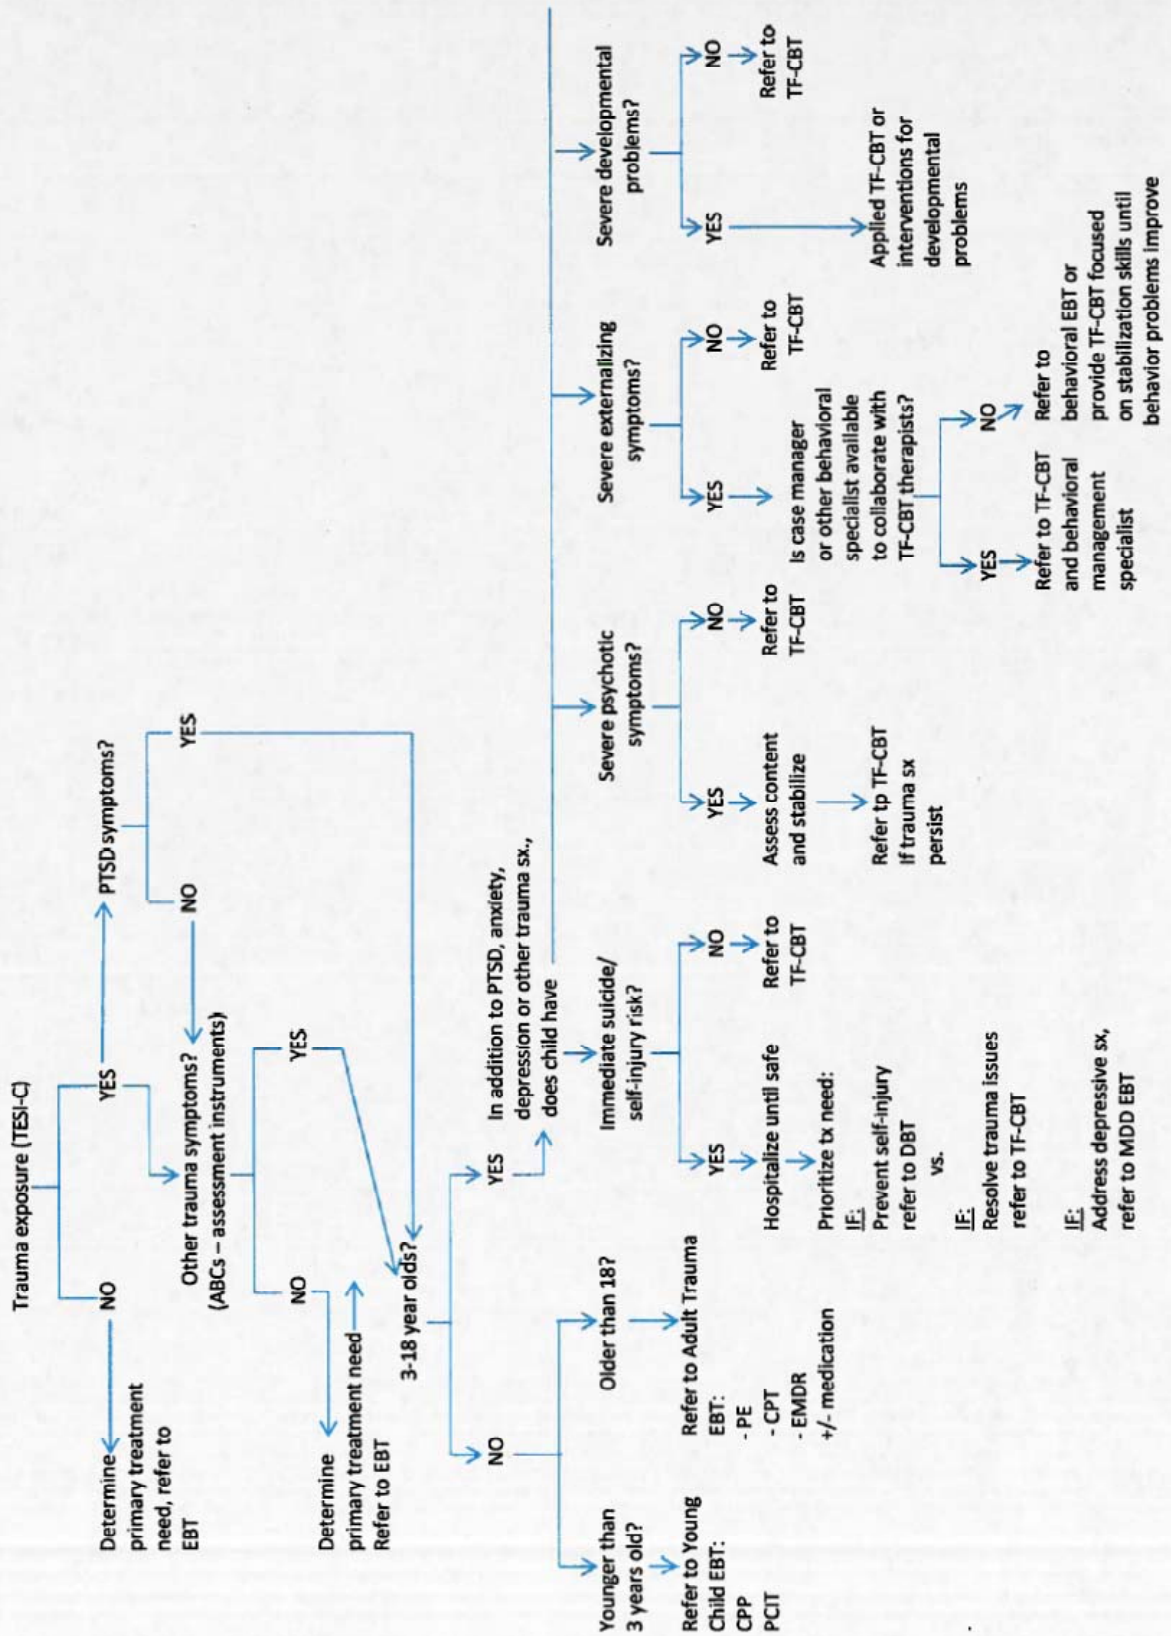 Trauma exposure (TESI-C)
NO
YES
Determine
primary treatment
need, refer to
EBT
PTSD symptoms?
NO
YES
Other trauma symptoms?
(ABCs – assessment instruments)
NO
YES
Determine
primary treatment need
Refer to EBT
3-18 year olds?
NO
YES
In addition to PTSD, anxiety,
depression or other trauma sx.,
does child have
Younger than
3 years old?
Refer to Young
Child EBT:
CPP
PCIT
Older than 18?
Refer to Adult Trauma
EBT:
- PE
- CPT
- EMDR
+/- medication
Immediate suicide/
self-injury risk?
YES
NO
Hospitalize until safe
Prioritize tx need:
IF:
Prevent self-injury
refer to DBT
vs.
IF:
Resolve trauma issues
refer to TF-CBT
IF:
Address depressive sx,
refer to MDD EBT
Refer to
TF-CBT
Severe psychotic
symptoms?
YES
NO
Assess content
and stabilize
Refer tp TF-CBT
If trauma sx
persist
Refer to
TF-CBT
Severe externalizing
symptoms?
YES
NO
Is case manager
or other behavioral
specialist available
to collaborate with
TF-CBT therapists?
Refer to
TF-CBT
YES
NO
Refer to TF-CBT
and behavioral
management
specialist
Refer to
behavioral EBT or
provide TF-CBT focused
on stabilization skills until
behavior problems improve
Severe developmental
problems?
YES
NO
Applied TF-CBT or
interventions for
developmental
problems
Refer to
TF-CBT